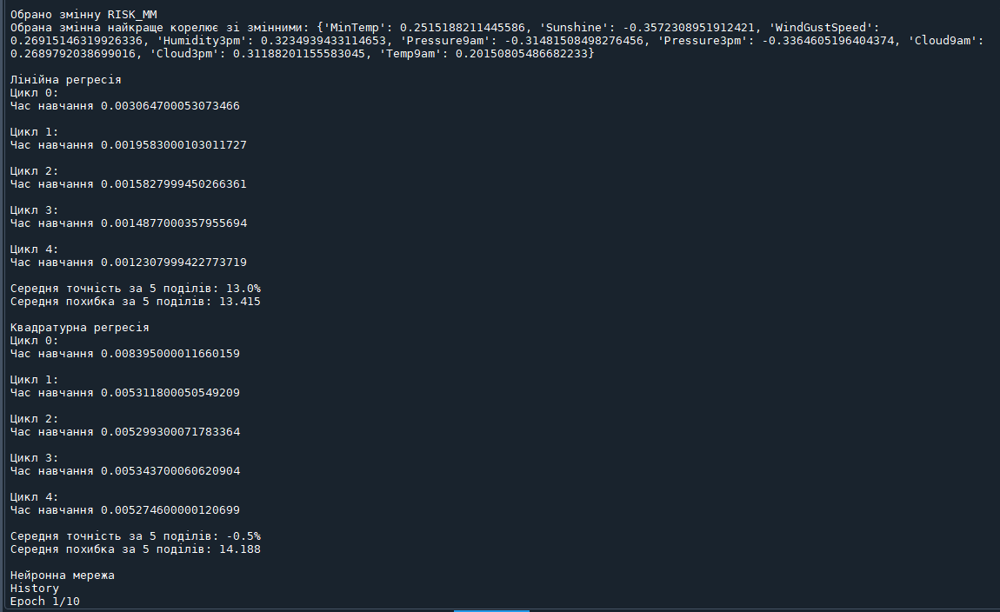 Обрано змінну RISK_MM
Обрана змінна найкраще корелює зі змінними: {'MinTemp': 0.2515188211445586, 'Sunshine': -0.3572308951912421, 'WindGustSpeed':
0.26915146319926336, 'Humidity3pm': 0.3234939433114653, 'Pressure9am': -0.31481508498276456, 'Pressure3pm': -0.3364605196404374, 'Cloud9am':
0.2689792038699016, 'Cloud3pm': 0.31188201155583045, 'Temp9am': 0.20150805486682233}
Лінійна регресія
Цикл 0:
Час навчання 0.003064700053073466
Цикл 1:
Час навчання 0.0019583000103011727
Цикл 2:
Час навчання 0.0015827999450266361
Цикл 3:
Час навчання 0.0014877000357955694
Цикл 4:
Час навчання 0.0012307999422773719
Середня точність за 5 поділів: 13.0%
Середня похибка за 5 поділів: 13.415
Квадратурна регресія
Цикл 0:
Час навчання 0.008395000011660159
Цикл 1:
Час навчання 0.005311800050549209
Цикл 2:
Час навчання 0.005299300071783364
Цикл 3:
Час навчання 0.005343700060620904
Цикл 4:
Час навчання 0.005274600000120699
Середня точність за 5 поділів: -0.5%
Середня похибка за 5 поділів: 14.188
Нейронна мережа
History
Epoch 1/10